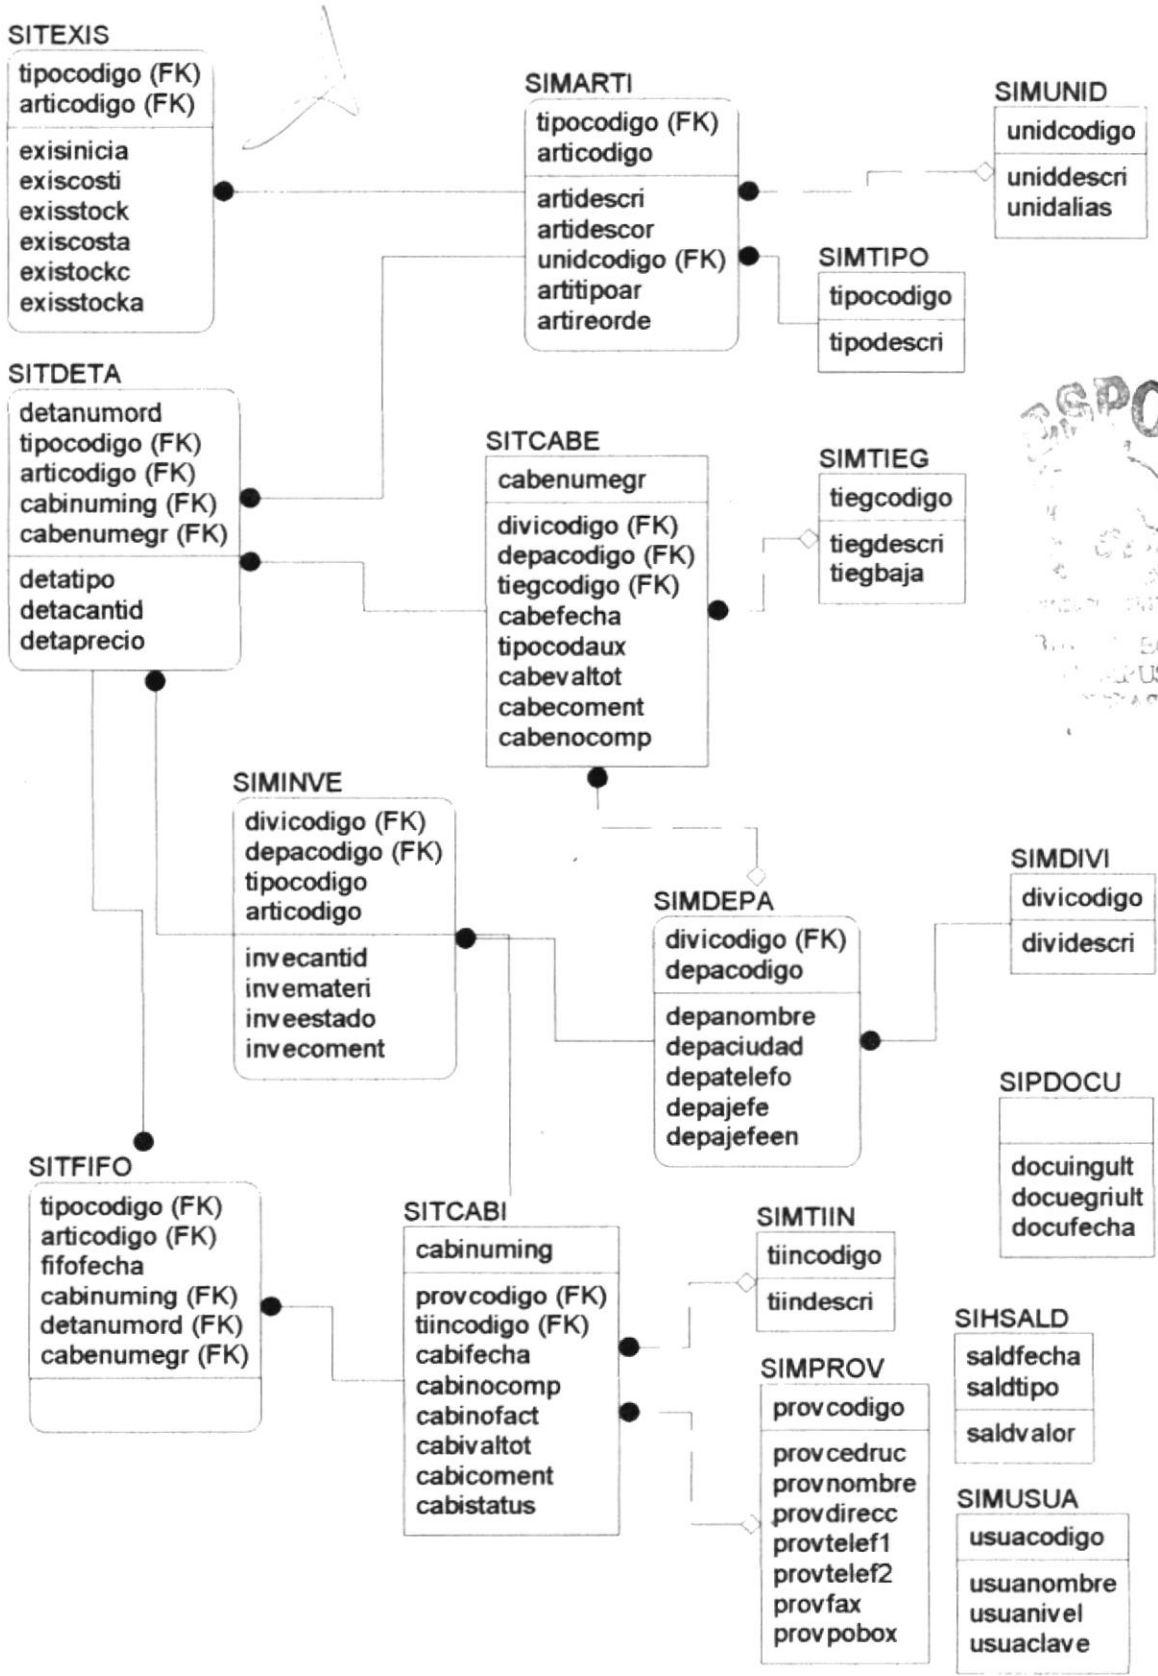 SITEXIS
tipocodigo (FK)
articodigo (FK)
exisinicia
exiscosti
exisstock
exiscosta
existockc
exisstocka
SIMARTI
tipocodigo (FK)
articodigo
artidescri
artidescor
unidcodigo (FK)
artitipoar
artireorde
SIMUNID
unidcodigo
uniddescri
unidalias
SIMTIPO
tipocodigo
tipodescri
SITDETA
detanumord
tipocodigo (FK)
articodigo (FK)
cabinuming (FK)
cabenumegr (FK)
detatipo
detacantid
detaprecio
SITCABE
cabenumegr
divicodigo (FK)
depacodigo (FK)
tiegcodigo (FK)
cabefecha
tipocodaux
cabevaltot
cabecoment
cabenocomp
SIMTIEG
tiegcodigo
tiegdescri
tiegbaja
SIMINVE
divicodigo (FK)
depacodigo (FK)
tipocodigo
articodigo
invecantid
invemateri
inveestado
invecoment
SIMDEPA
divicodigo (FK)
depacodigo
depanombre
depaciudad
depatelefo
depajefe
depajefeen
SIMDIVI
divicodigo
dividescri
SIPDOCU
docuingult
docuegriult
docufecha
SITFIFO
tipocodigo (FK)
articodigo (FK)
fifofecha
cabinuming (FK)
detanumord (FK)
cabenumegr (FK)
SITCABI
cabinuming
provcodigo (FK)
tiincodigo (FK)
cabifecha
cabinocomp
cabinofact
cabivaltot
cabicoment
cabistatus
SIMTIIN
tiincodigo
tiindescri
SIMPROV
provcodigo
provcedruc
provnombre
provdirecc
provtelef1
provtelef2
provfax
provpobox
SIHSALD
saldfecha
saldtipo
saldvalor
SIMUSUA
usuacodigo
usuanombre
usuanivel
usuaclave